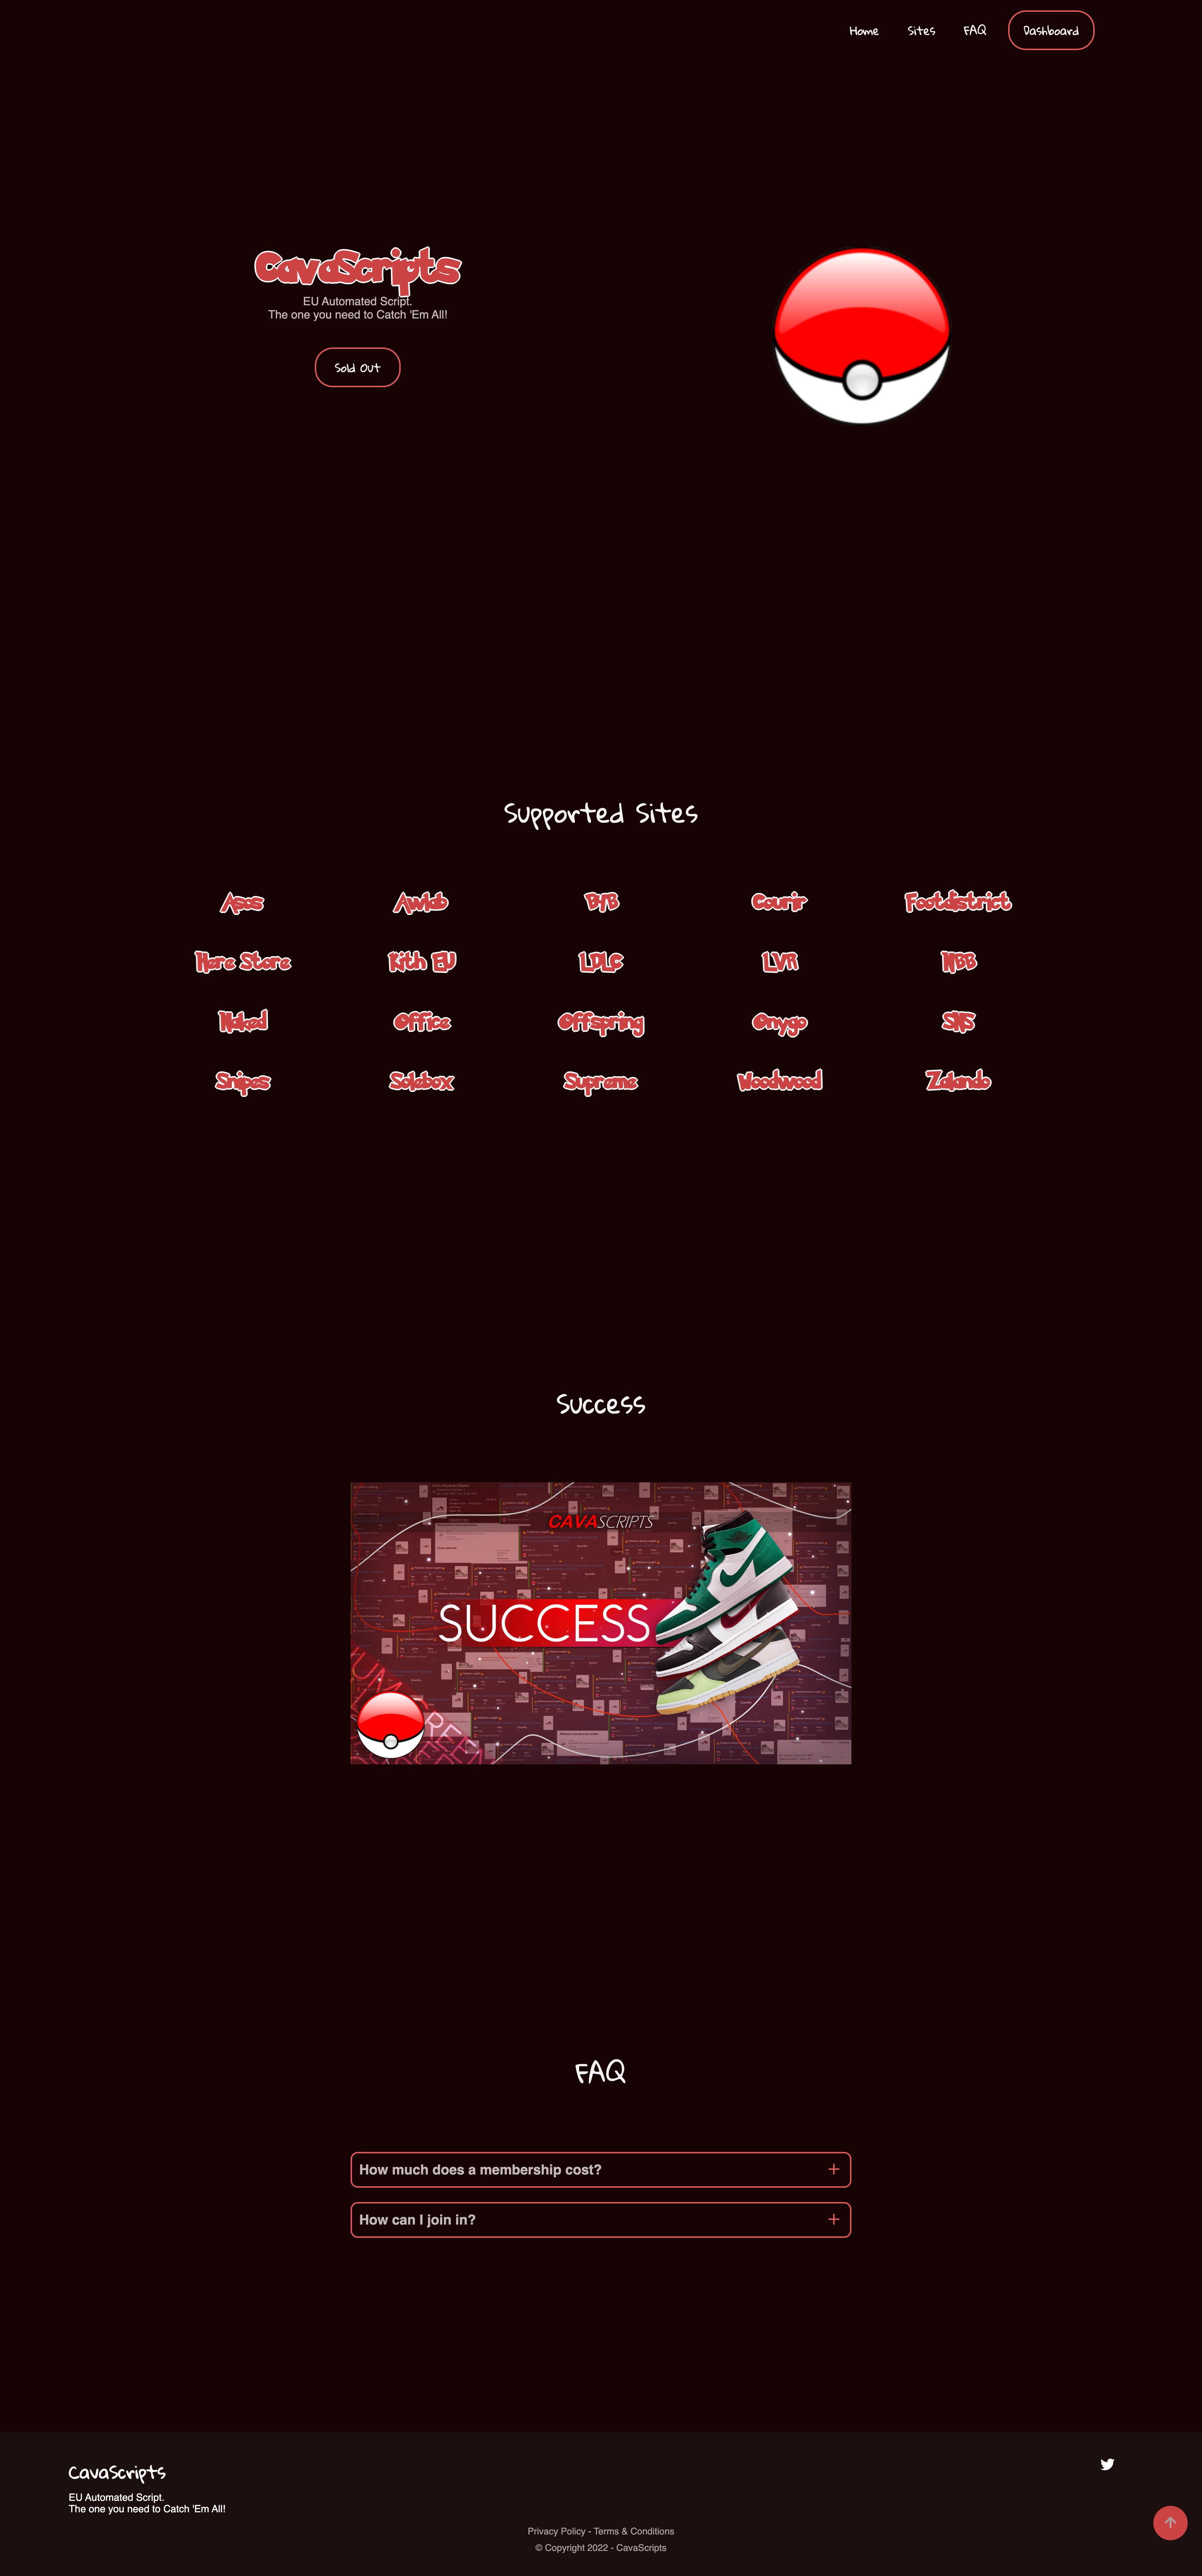 Home Sites FAQ Dashboard
CavaScripts
EU Automated Script.
The one you need to Catch 'Em All!
Sold Out
Supported Sites
Asos Awlab BYB Courir Footdistrict
Here Store Kith EU LDLC LVR MBB
Naked Office Offspring Onygo SNS
Snipes Solebox Supreme Woodwood Zalando
Success
CAVASCRIPTS
SUCCESS
FAQ
How much does a membership cost?
How can I join in?
CavaScripts
EU Automated Script.
The one you need to Catch 'Em All!
Privacy Policy - Terms & Conditions
© Copyright 2022 - CavaScripts